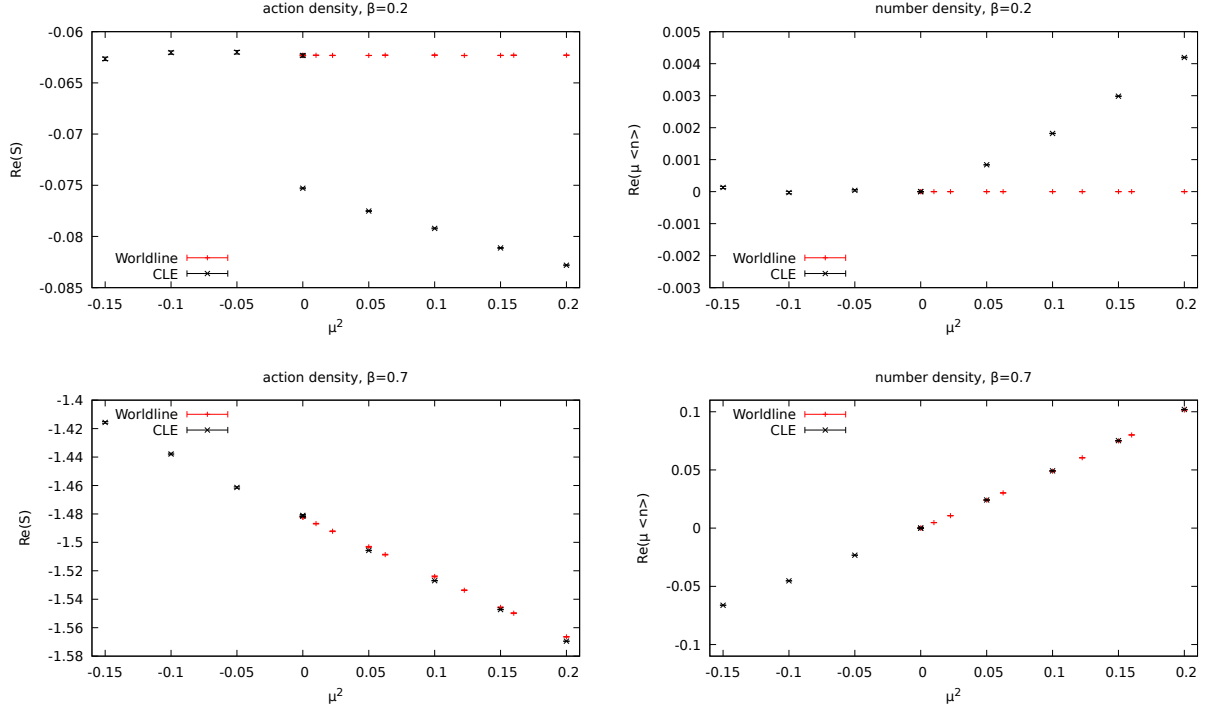 action density, β=0.2
-0.06
-0.065
-0.07
-0.075
-0.08
-0.085
Re(S)
Worldline
CLE
-0.15 -0.1 -0.05 0 0.05 0.1 0.15 0.2
μ²
number density, β=0.2
0.005
0.004
0.003
0.002
0.001
0
-0.001
-0.002
-0.003
Re(μ <n>)
Worldline
CLE
-0.15 -0.1 -0.05 0 0.05 0.1 0.15 0.2
μ²
action density, β=0.7
-1.4
-1.42
-1.44
-1.46
-1.48
-1.5
-1.52
-1.54
-1.56
-1.58
Re(S)
Worldline
CLE
-0.15 -0.1 -0.05 0 0.05 0.1 0.15 0.2
μ²
number density, β=0.7
0.1
0.05
0
-0.05
-0.1
Re(μ <n>)
Worldline
CLE
-0.15 -0.1 -0.05 0 0.05 0.1 0.15 0.2
μ²